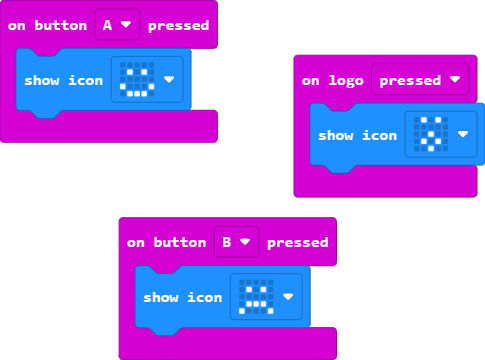 on button A pressed
show icon
on logo pressed
show icon
on button B pressed
show icon